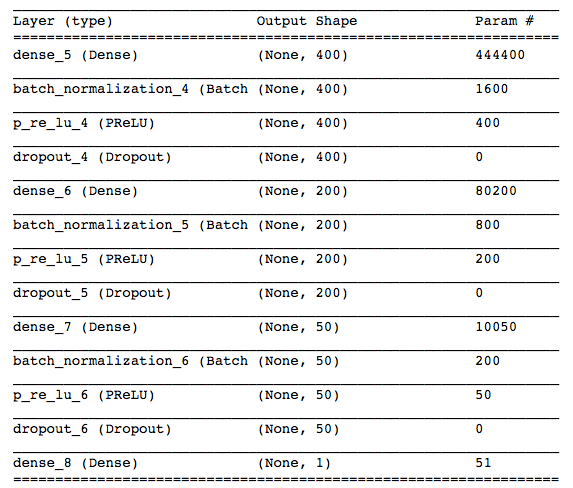 Layer (type) Output Shape Param #
=================================================================
dense_5 (Dense) (None, 400) 444400
batch_normalization_4 (Batch (None, 400) 1600
p_re_lu_4 (PReLU) (None, 400) 400
dropout_4 (Dropout) (None, 400) 0
dense_6 (Dense) (None, 200) 80200
batch_normalization_5 (Batch (None, 200) 800
p_re_lu_5 (PReLU) (None, 200) 200
dropout_5 (Dropout) (None, 200) 0
dense_7 (Dense) (None, 50) 10050
batch_normalization_6 (Batch (None, 50) 200
p_re_lu_6 (PReLU) (None, 50) 50
dropout_6 (Dropout) (None, 50) 0
dense_8 (Dense) (None, 1) 51
=================================================================